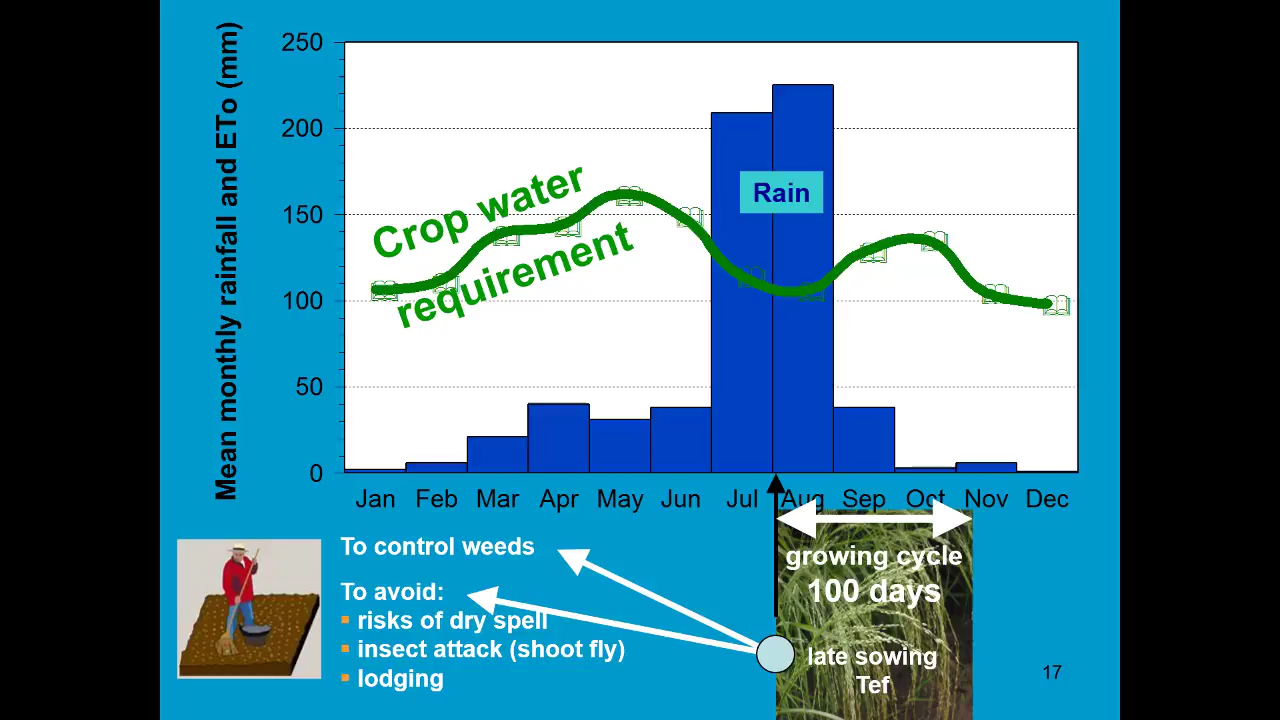 Mean monthly rainfall and ETo (mm)
250
200
150
100
50
0
Crop water
requirement
Rain
Jan Feb Mar Apr May Jun Jul Aug Sep Oct Nov Dec
To control weeds
To avoid:
▪ risks of dry spell
▪ insect attack (shoot fly)
▪ lodging
growing cycle
100 days
late sowing
Tef
17